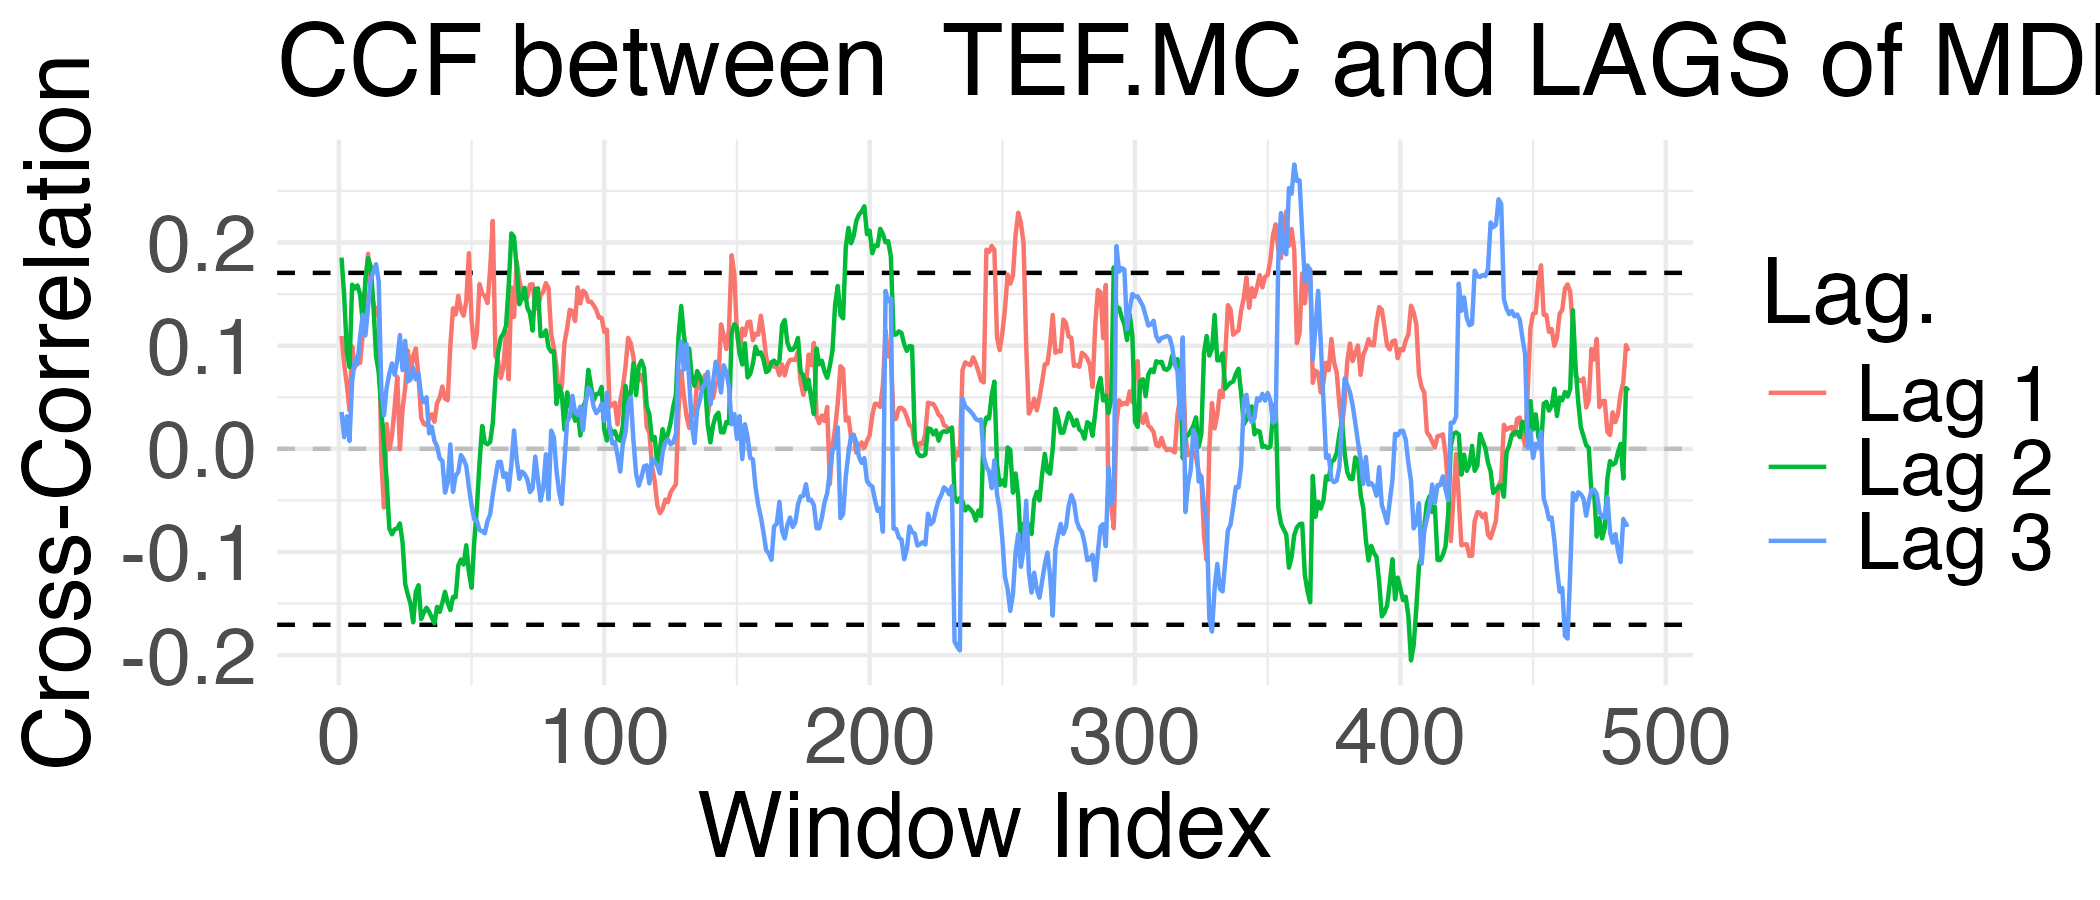 CCF between TEF.MC and LAGS of
Cross-Correlation
0.2
0.1
0.0
-0.1
-0.2
0 100 200 300 400 500
Window Index
Lag.
Lag 1
Lag 2
Lag 3